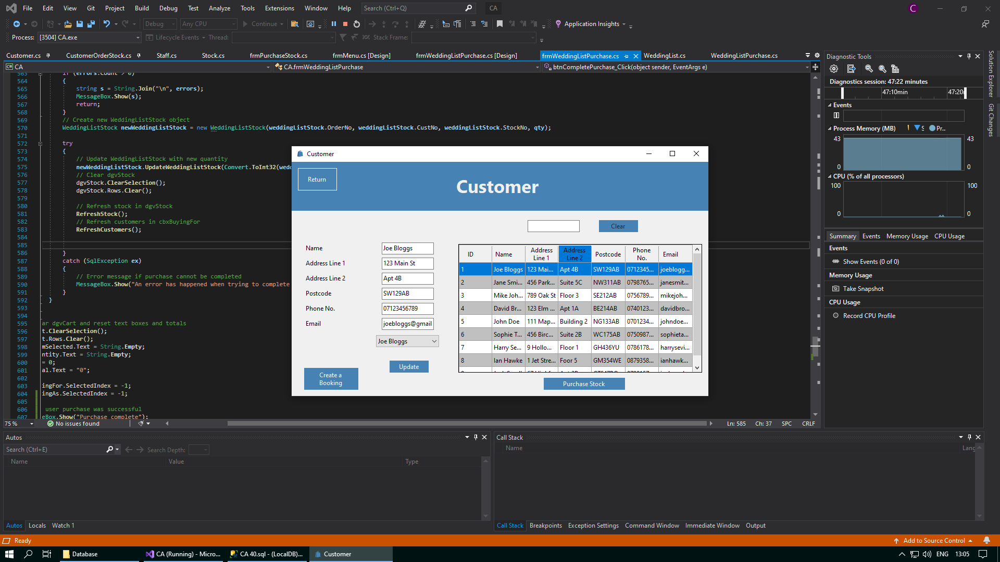 File Edit View Git Project Build Debug Test Analyze Tools Extensions Window Help Search (Ctrl+Q) CA C
Debug Any CPU Continue Application Insights
Process: [3504] CA.exe Lifecycle Events Thread: Stack Frame:
Customer.cs CustomerOrderStock.cs Staff.cs Stock.cs frmPurchaseStock.cs frmMenu.cs [Design] frmWeddingListPurchase.cs [Design] frmWeddingListPurchase.cs WeddingList.cs WeddingListPurchase.cs
CA CA.frmWeddingListPurchase btnCompletePurchase_Click(object sender, EventArgs e)
563 if (errors.Count > 0)
564 {
565 string s = String.Join("\n", errors);
566 MessageBox.Show(s);
567 return;
568 }
569 // Create new WeddingListStock object
570 WeddingListStock newWeddingListStock = new WeddingListStock(weddingListStock.OrderNo, weddingListStock.CustNo, weddingListStock.StockNo, qty);
571
572 try
573 {
574 // Update WeddingListStock with new quantity
575 newWeddingListStock.UpdateWeddingListStock(Convert.ToInt32(wedd
576 // Clear dgvStock
577 dgvStock.ClearSelection();
578 dgvStock.Rows.Clear();
579
580 // Refresh stock in dgvStock
581 RefreshStock();
582 // Refresh customers in cbxBuyingFor
583 RefreshCustomers();
584
585
586 }
587 catch (SqlException ex)
588 {
589 // Error message if purchase cannot be completed
590 MessageBox.Show("An error has happened when trying to complete
591 }
592 }
593
594
595 ar dgvCart and reset text boxes and totals
596 t.ClearSelection();
597 t.Rows.Clear();
598 mSelected.Text = String.Empty;
599 ntity.Text = String.Empty;
600 = 0;
601 al.Text = "0";
602
603 ingFor.SelectedIndex = -1;
604 ingAs.SelectedIndex = -1;
605
606 user purchase was successful
607 eBox.Show("Purchase complete");
75 % No issues found Ln: 585 Ch: 37 SPC CRLF
Customer
Return
Customer
Clear
Name Joe Bloggs
Address Line 1 123 Main St
Address Line 2 Apt 4B
Postcode SW129AB
Phone No. 07123456789
Email joebloggs@gmail
Joe Bloggs
Update
Create a
Booking
ID Name Address Line 1 Address Line 2 Postcode Phone No. Email
1 Joe Bloggs 123 Mai... Apt 4B SW129AB 0712345... joeblogg...
2 Jane Smi... 456 Park... Suite 5C NW311AB 0798765... janesmit...
3 Mike Joh... 789 Oak St Floor 3 SE212AB 0756789... mikejoh...
4 David Br... 123 Elm ... Apt 1A BE214AB 0740123... davidbro...
5 John Doe 111 Map... Building 2 NG133AB 0701234... johndoe...
6 Sophie T... 456 Birc... Suite 2B WC175AB 0750987... sophieta...
7 Harry Se... 9 Hollo... Floor 1 GH436YU 0786178... harrysevi...
8 Ian Hawke 1 Jet Stre... Foor 5 GM354WE 0879358... ianhawk...
Purchase Stock
Diagnostic Tools
Diagnostics session: 47:22 minutes
47:10min 47:20
Events
Process Memory (MB) S Pr...
43 43
0 0
CPU (% of all processors)
100 100
0 0
Summary Events Memory Usage CPU Usage
Events
Show Events (0 of 0)
Memory Usage
Take Snapshot
CPU Usage
Record CPU Profile
Solution Explorer
Git Changes
Autos
Search (Ctrl+E) Search Depth:
Name Value Type
Autos Locals Watch 1
Call Stack
Name Lang
Call Stack Breakpoints Exception Settings Command Window Immediate Window Output
Ready Add to Source Control
Database CA (Running) - Micro... CA 40.sql - (LocalDB)... Customer ENG 13:05